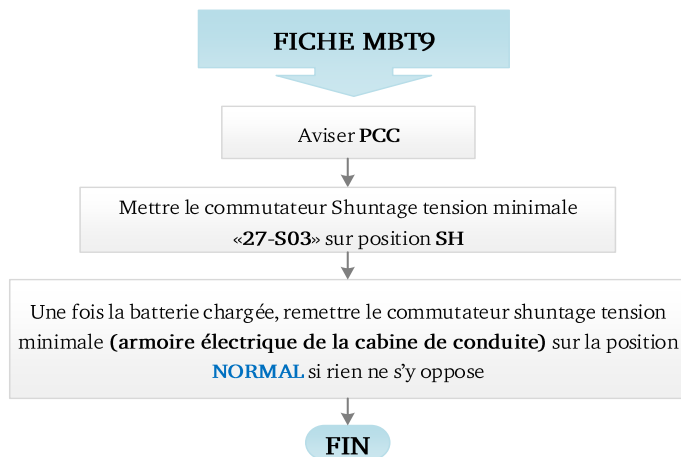 FICHE MBT9
Aviser PCC
Mettre le commutateur Shuntage tension minimale
«27-S03» sur position SH
Une fois la batterie chargée, remettre le commutateur shuntage tension
minimale (armoire électrique de la cabine de conduite) sur la position
NORMAL si rien ne s’y oppose
FIN